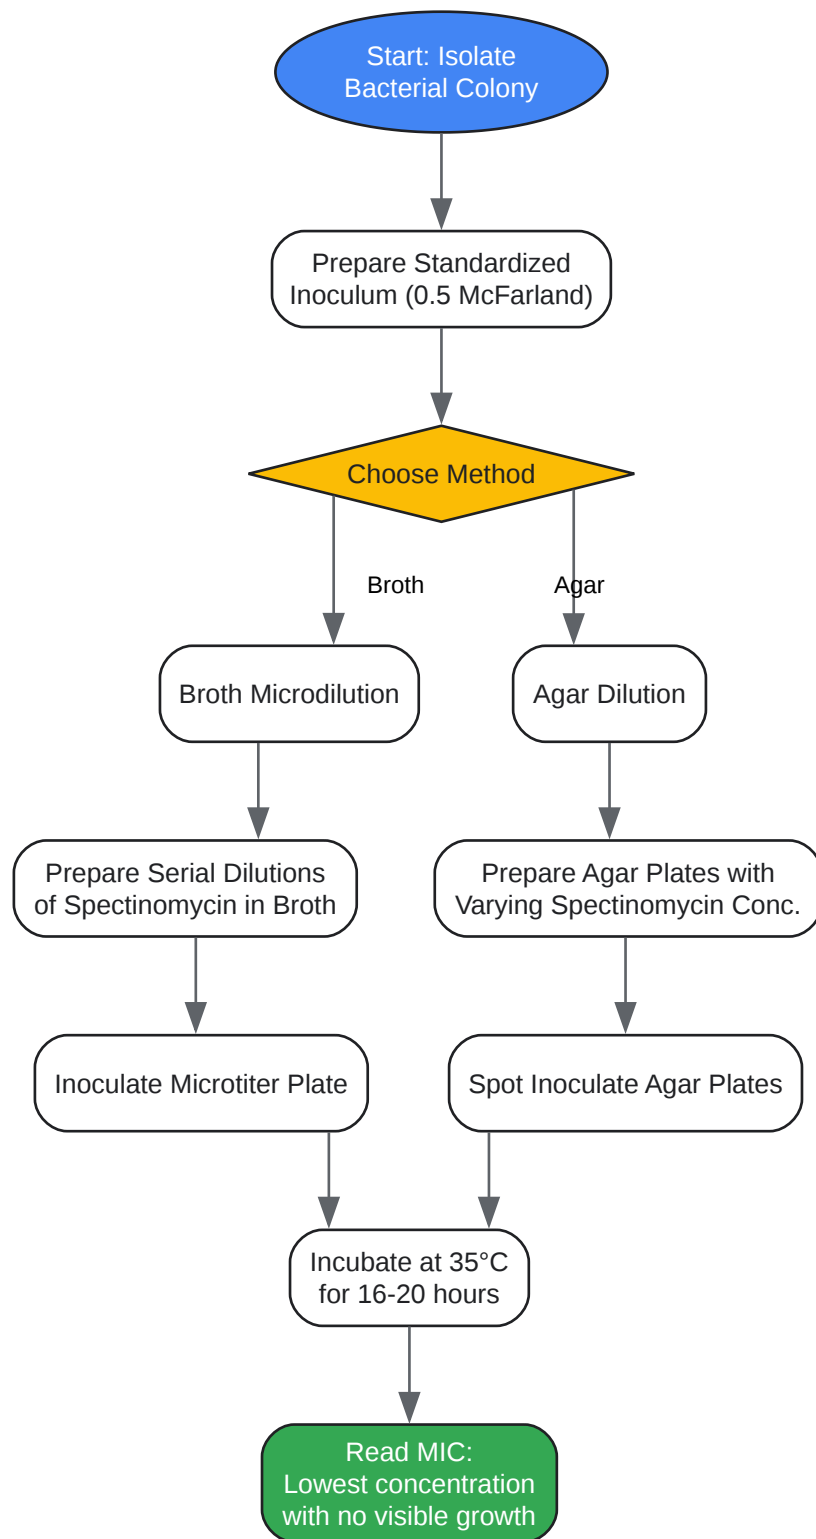 Start: Isolate
Bacterial Colony
Prepare Standardized
Inoculum (0.5 McFarland)
Choose Method
Broth
Agar
Broth Microdilution
Agar Dilution
Prepare Serial Dilutions
of Spectinomycin in Broth
Prepare Agar Plates with
Varying Spectinomycin Conc.
Inoculate Microtiter Plate
Spot Inoculate Agar Plates
Incubate at 35°C
for 16-20 hours
Read MIC:
Lowest concentration
with no visible growth